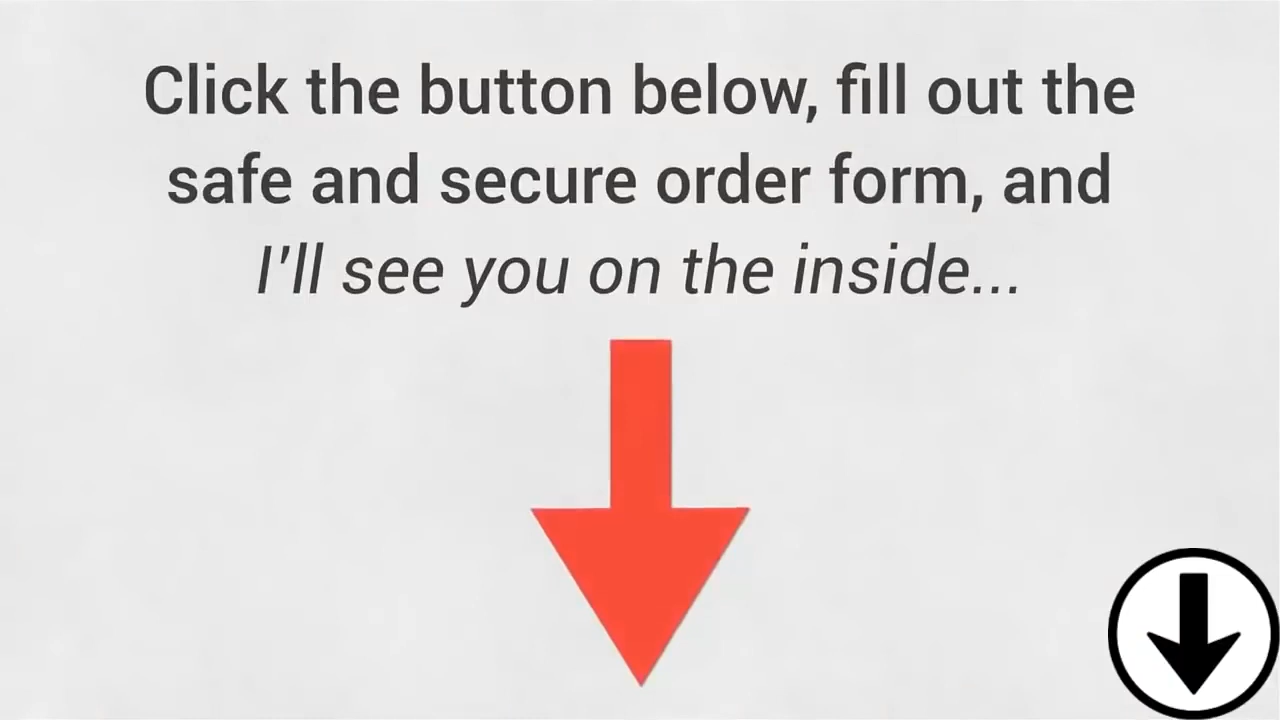 Click the button below, fill out the
safe and secure order form, and
I'll see you on the inside...